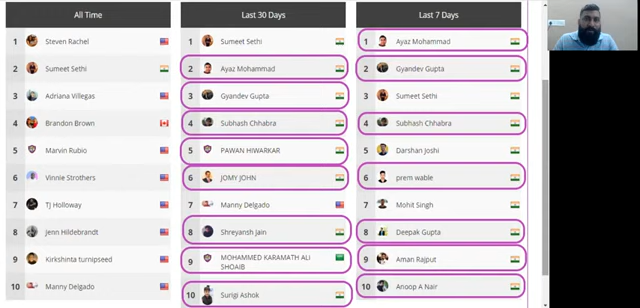 All Time
1 Steven Rachel
2 Sumeet Sethi
3 Adriana Villegas
4 Brandon Brown
5 Marvin Rubio
6 Vinnie Strothers
7 TJ Holloway
8 Jenn Hildebrandt
9 Kirkshinta turnipseed
10 Manny Delgado
Last 30 Days
1 Sumeet Sethi
2 Ayaz Mohammad
3 Gyandev Gupta
4 Subhash Chhabra
5 PAWAN HIWARKAR
6 JOMY JOHN
7 Manny Delgado
8 Shreyansh Jain
9 MOHAMMED KARAMATH ALI
SHOAIB
10 Surigi Ashok
Last 7 Days
1 Ayaz Mohammad
2 Gyandev Gupta
3 Sumeet Sethi
4 Subhash Chhabra
5 Darshan Joshi
6 prem wable
7 Mohit Singh
8 Deepak Gupta
9 Aman Rajput
10 Anoop A Nair